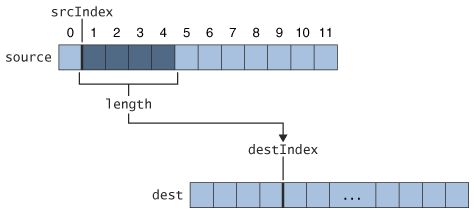 srcIndex
0 1 2 3 4 5 6 7 8 9 10 11
source
length
destIndex
dest ...